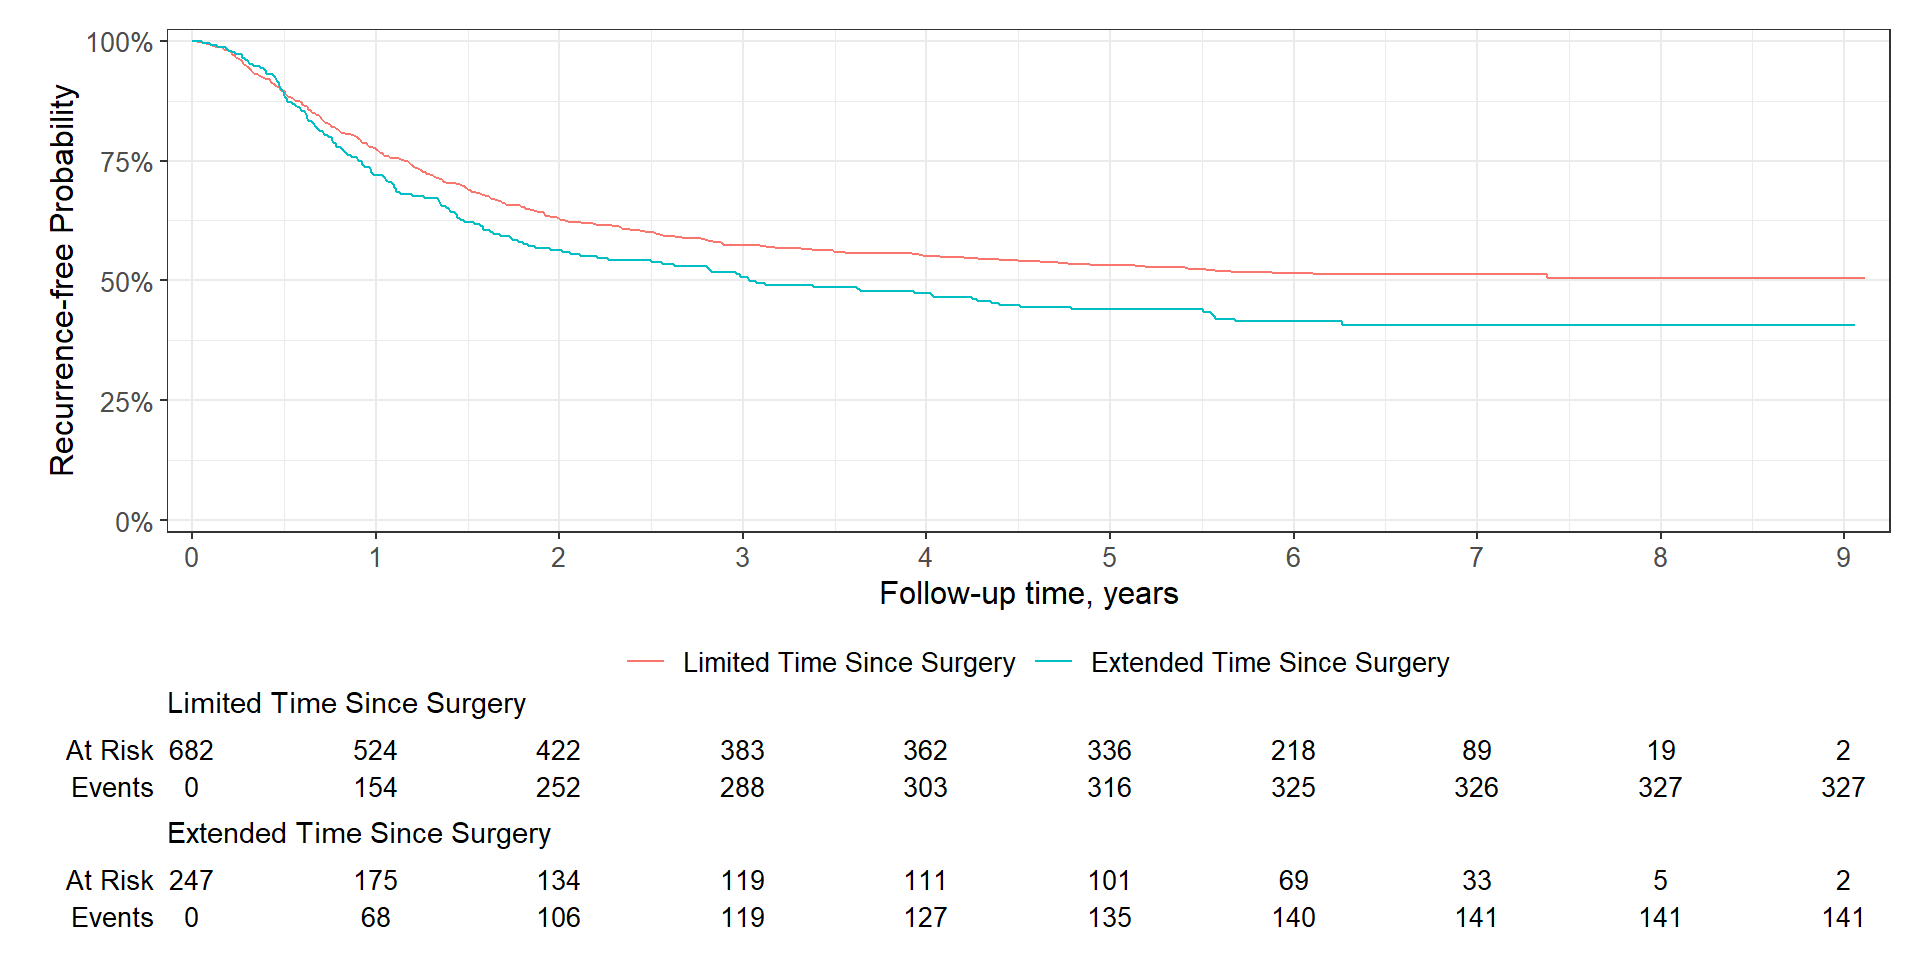 100%
75%
50%
25%
0%
Recurrence-free Probability
0 1 2 3 4 5 6 7 8 9
Follow-up time, years
Limited Time Since Surgery Extended Time Since Surgery
Limited Time Since Surgery
At Risk 682 524 422 383 362 336 218 89 19 2
Events 0 154 252 288 303 316 325 326 327 327
Extended Time Since Surgery
At Risk 247 175 134 119 111 101 69 33 5 2
Events 0 68 106 119 127 135 140 141 141 141